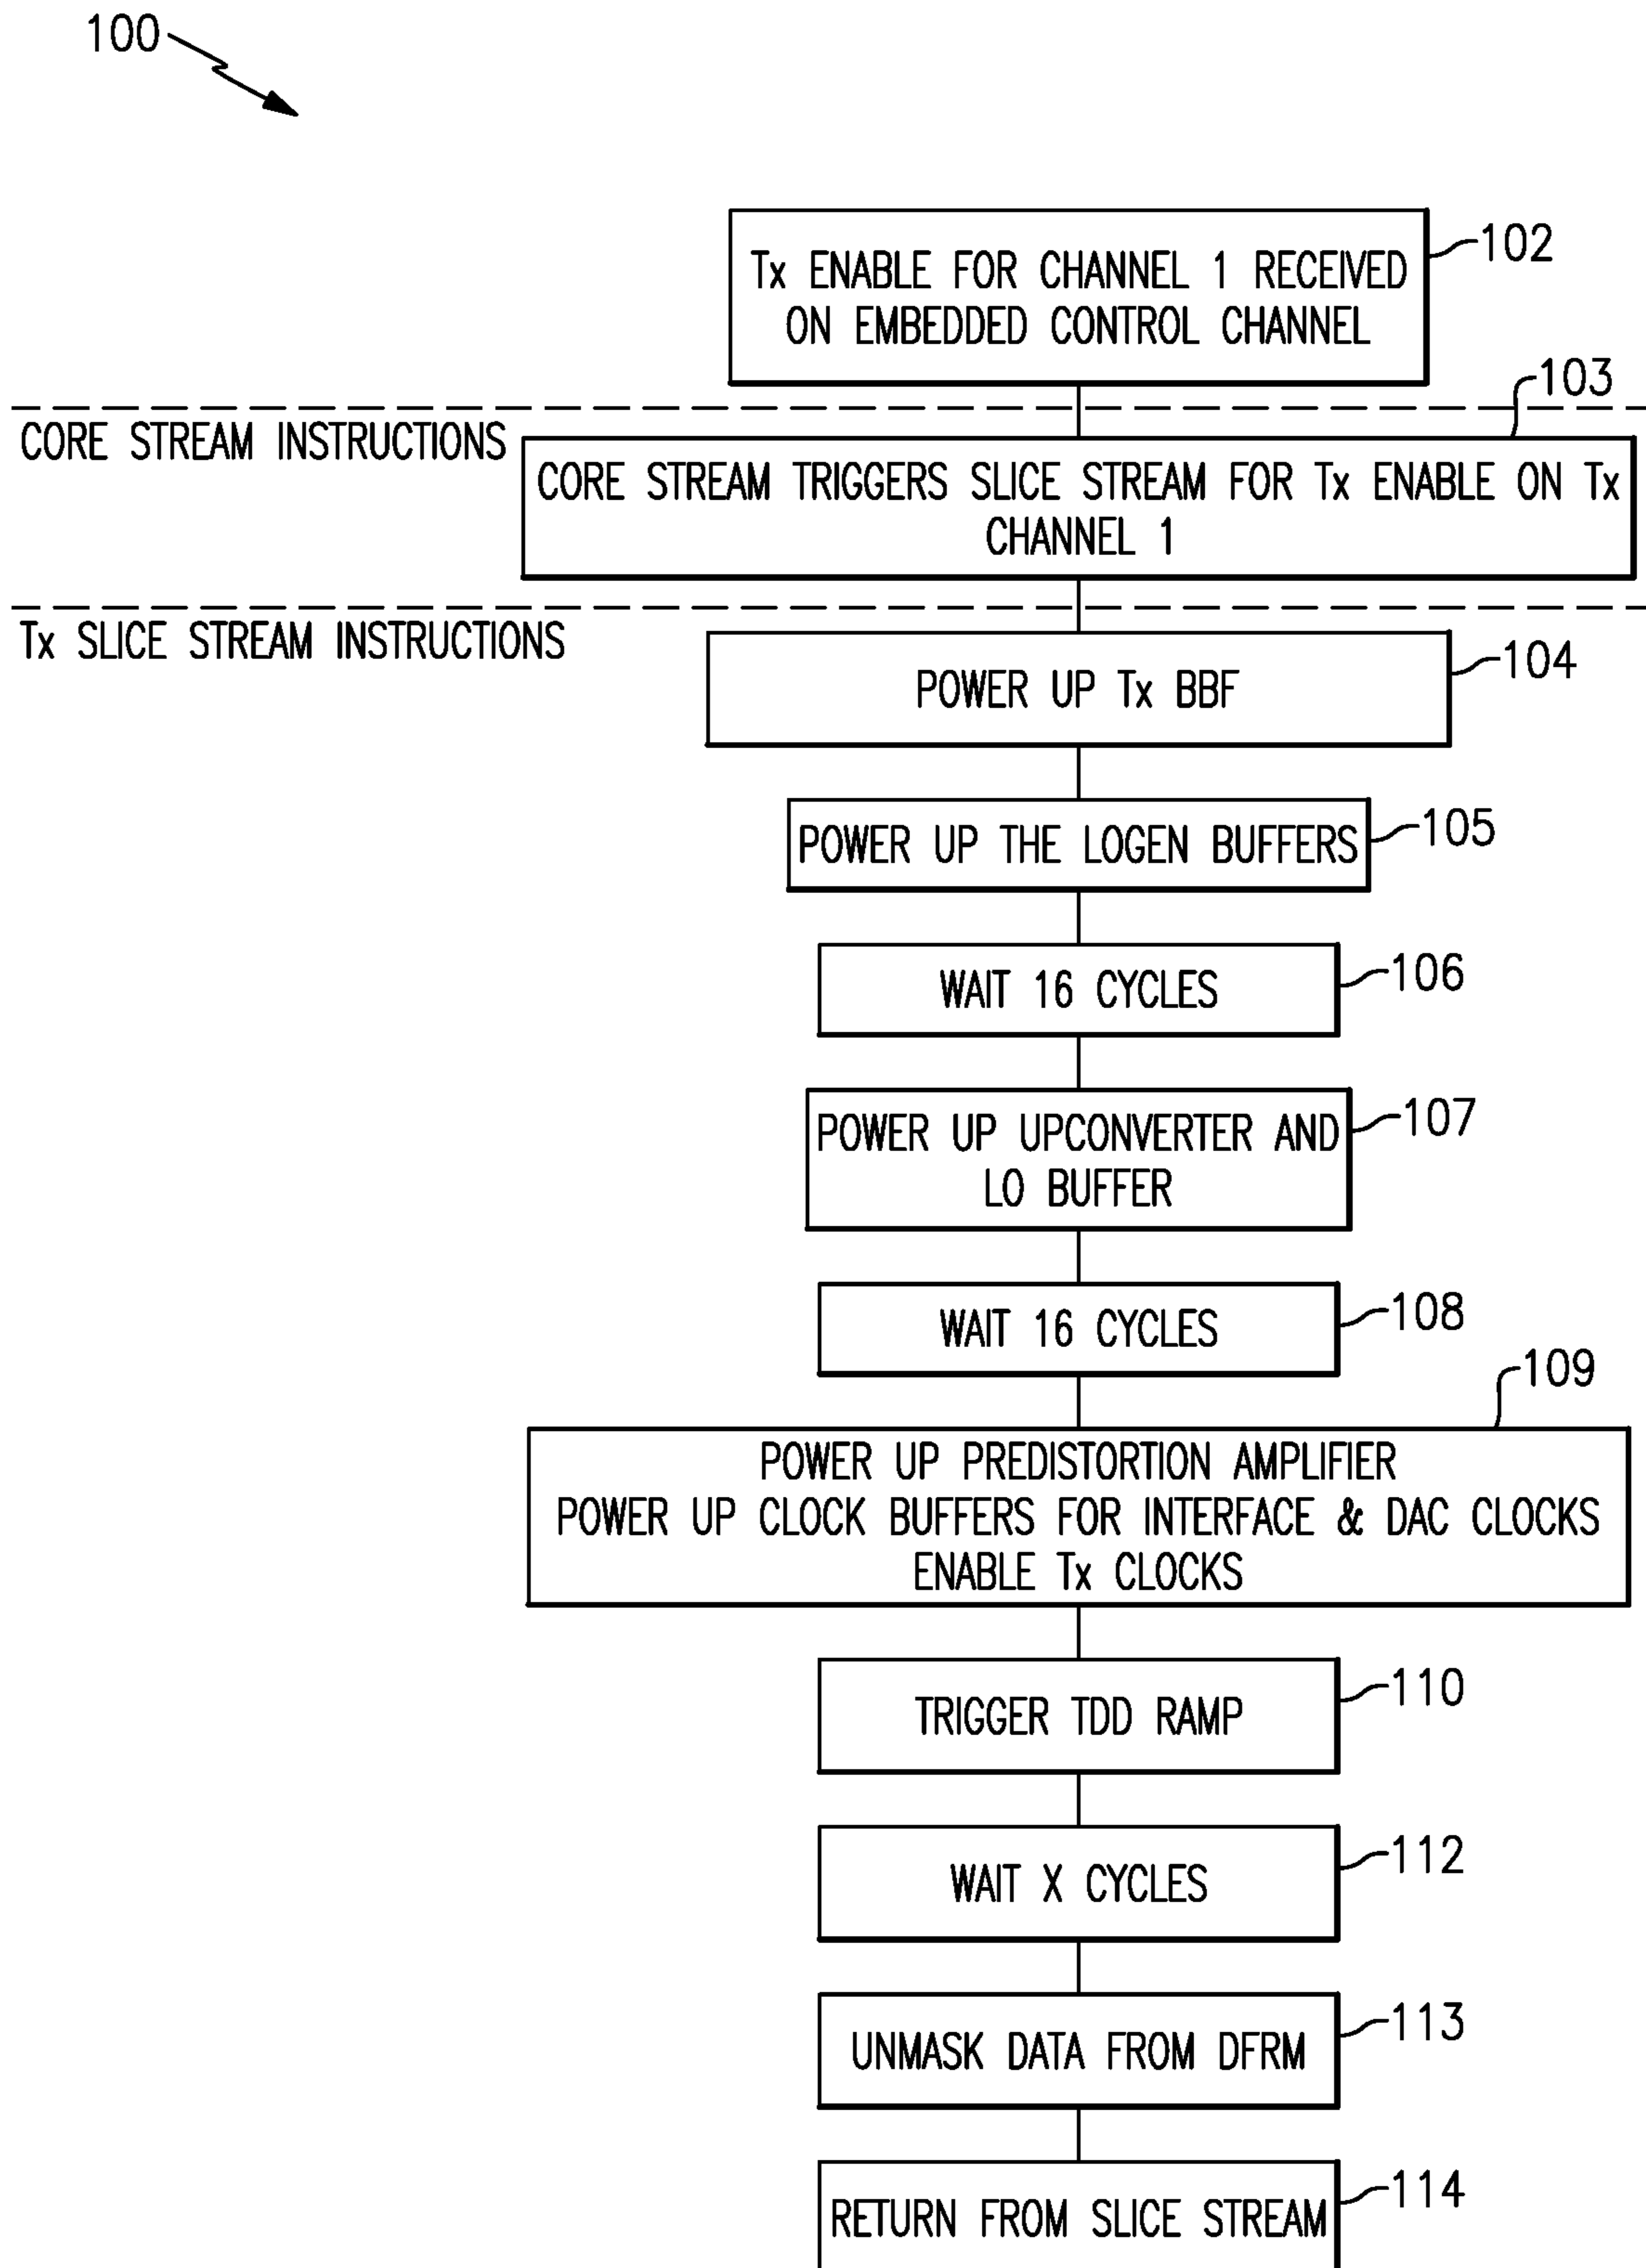 100
Tx ENABLE FOR CHANNEL 1 RECEIVED
ON EMBEDDED CONTROL CHANNEL
102
CORE STREAM INSTRUCTIONS
103
CORE STREAM TRIGGERS SLICE STREAM FOR Tx ENABLE ON Tx
CHANNEL 1
Tx SLICE STREAM INSTRUCTIONS
POWER UP Tx BBF
104
POWER UP THE LOGEN BUFFERS
105
WAIT 16 CYCLES
106
POWER UP UPCONVERTER AND
LO BUFFER
107
WAIT 16 CYCLES
108
109
POWER UP PREDISTORTION AMPLIFIER
POWER UP CLOCK BUFFERS FOR INTERFACE & DAC CLOCKS
ENABLE Tx CLOCKS
TRIGGER TDD RAMP
110
WAIT X CYCLES
112
UNMASK DATA FROM DFRM
113
RETURN FROM SLICE STREAM
114